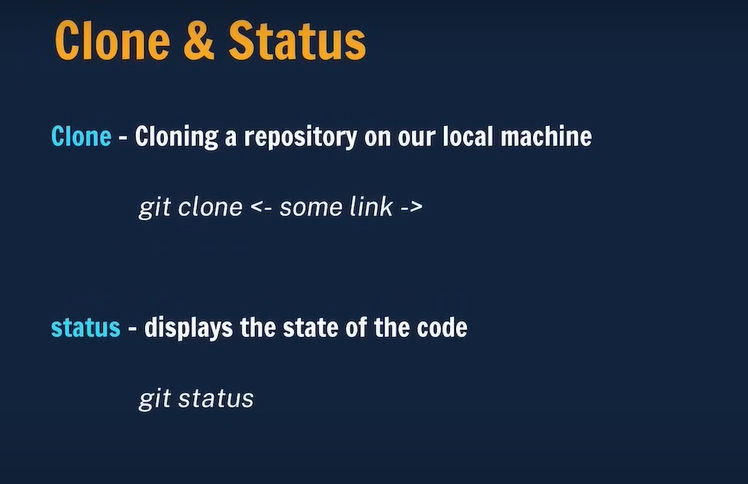 Clone & Status
Clone - Cloning a repository on our local machine
git clone <- some link ->
status - displays the state of the code
git status